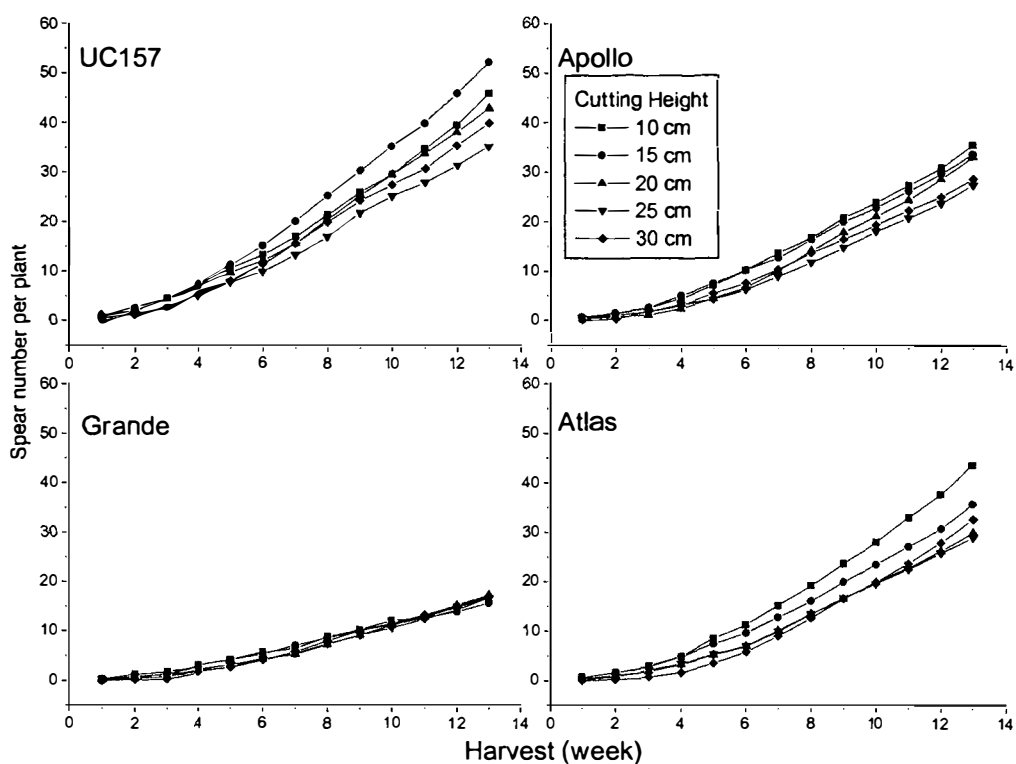 UC157
Apollo
Cutting Height
10 cm
15 cm
20 cm
25 cm
30 cm
60
50
40
30
20
10
0
0 2 4 6 8 10 12 14
60
50
40
30
20
10
0
0 2 4 6 8 10 12 14
Grande
Atlas
60
50
40
30
20
10
0
0 2 4 6 8 10 12 14
60
50
40
30
20
10
0
0 2 4 6 8 10 12 14
Spear number per plant
Harvest (week)